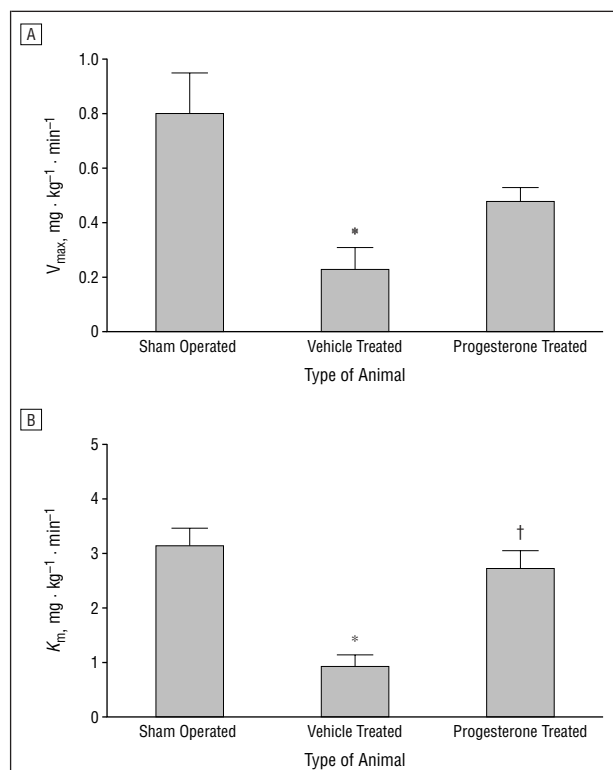 A
1.0
0.8
0.6
0.4
0.2
0
Vmax, mg · kg−1 · min−1
*
Sham Operated Vehicle Treated Progesterone Treated
Type of Animal
B
5
4
3
2
1
0
Km, mg · kg−1 · min−1
*
†
Sham Operated Vehicle Treated Progesterone Treated
Type of Animal